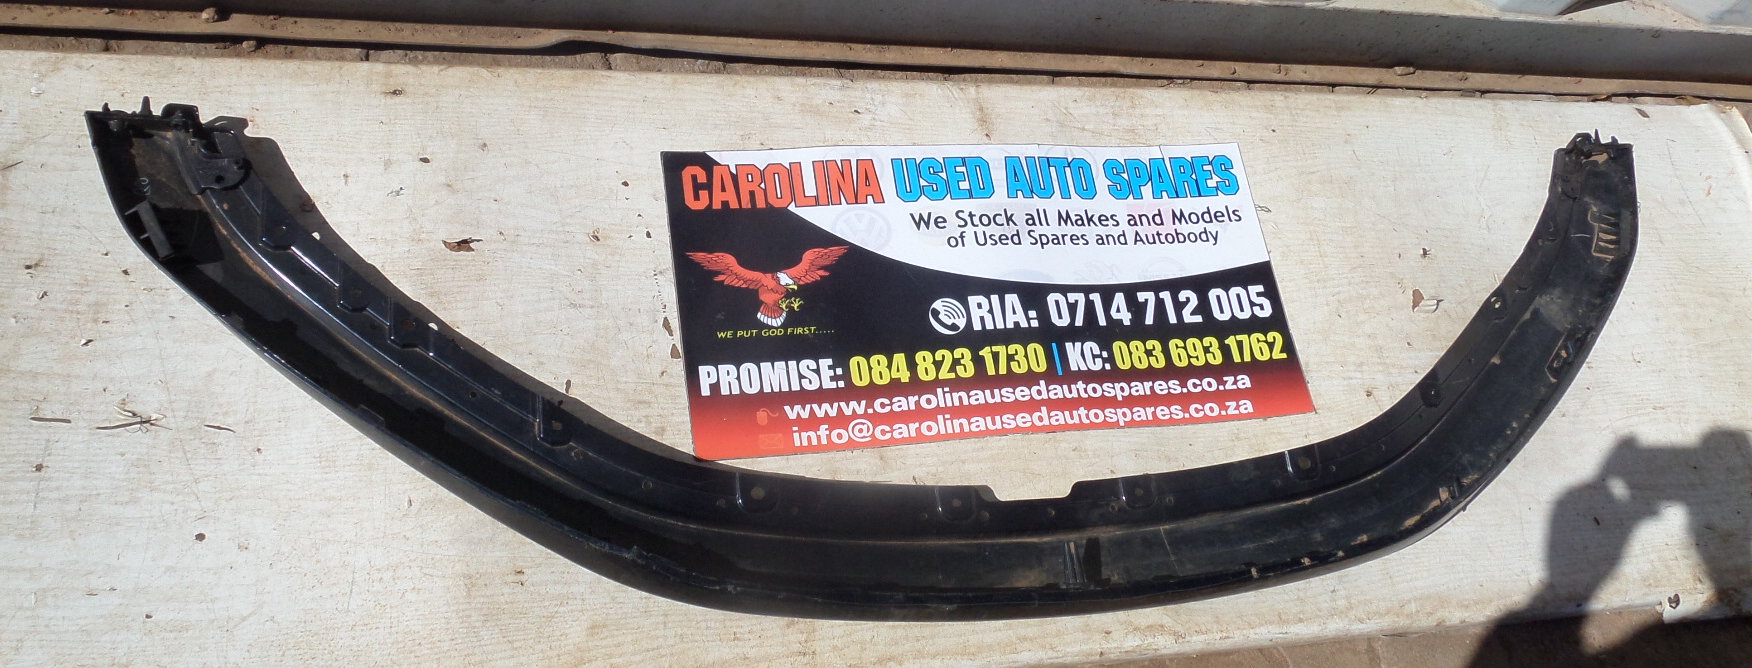 CAROLINA USED AUTO SPARES
We Stock all Makes and Models
of Used Spares and Autobody
WE PUT GOD FIRST.....
RIA: 0714 712 005
PROMISE: 084 823 1730 | KC: 083 693 1762
www.carolinausedautospares.co.za
info@carolinausedautospares.co.za